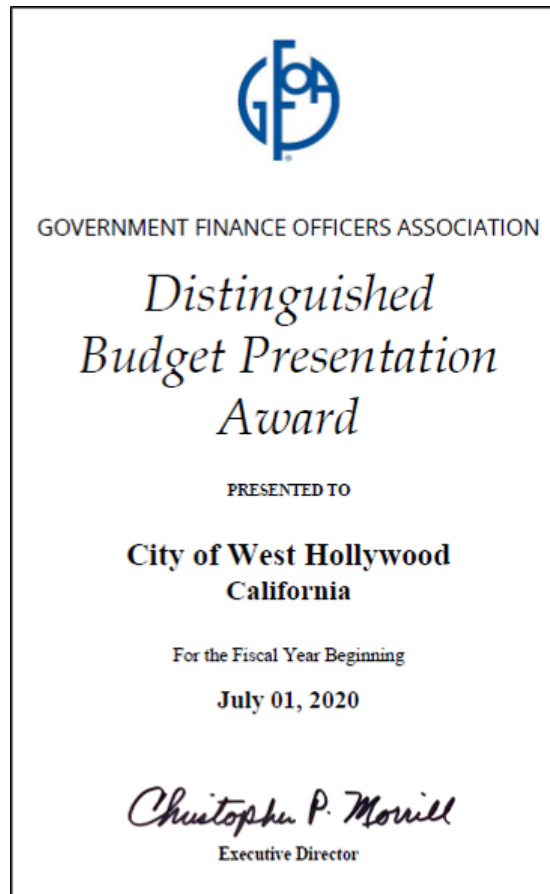 GFOA
GOVERNMENT FINANCE OFFICERS ASSOCIATION
Distinguished
Budget Presentation
Award
PRESENTED TO
City of West Hollywood
California
For the Fiscal Year Beginning
July 01, 2020
Christopher P. Morrill
Executive Director